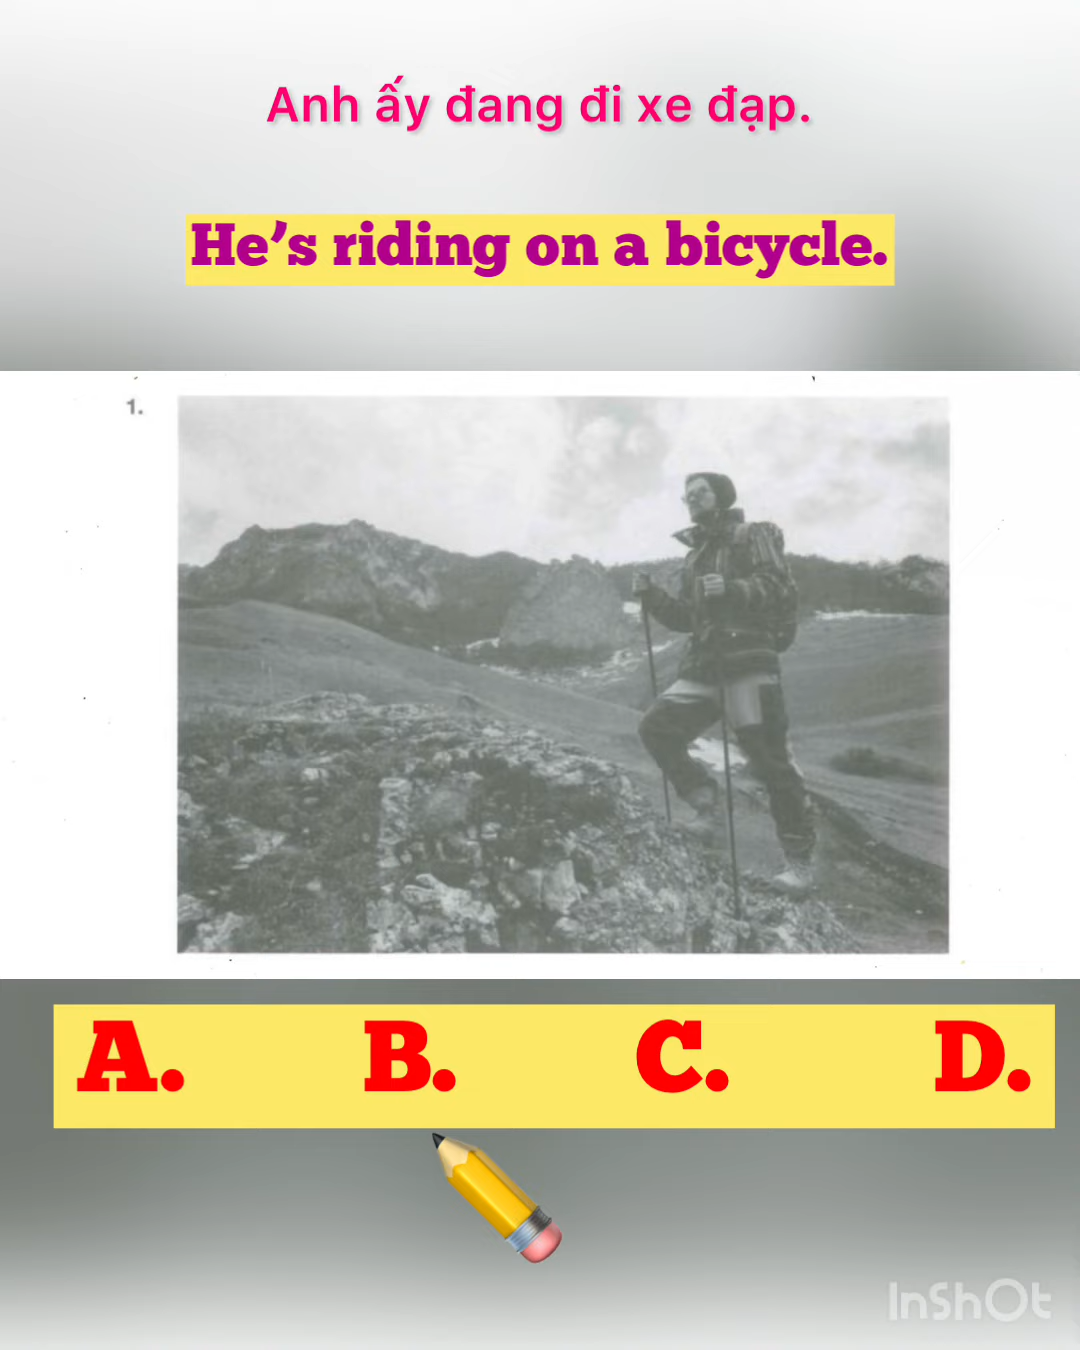 Anh ấy đang đi xe đạp.
He’s riding on a bicycle.
1.
A. B. C. D.
InShOt